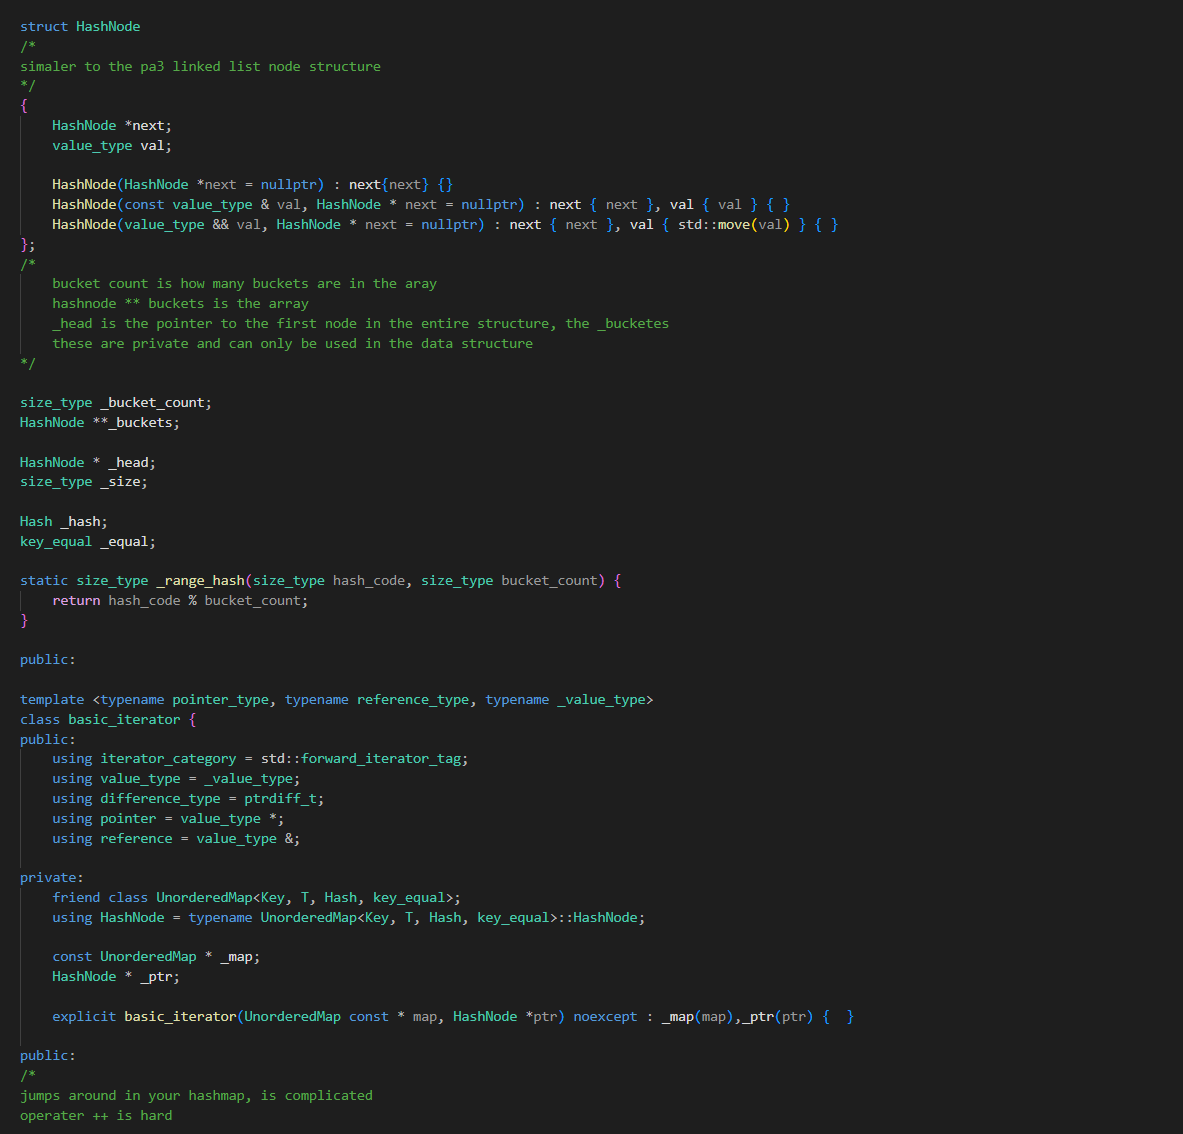 struct HashNode
/*
simaler to the pa3 linked list node structure
*/
{
    HashNode *next;
    value_type val;

    HashNode(HashNode *next = nullptr) : next{next} {}
    HashNode(const value_type & val, HashNode * next = nullptr) : next { next }, val { val } { }
    HashNode(value_type && val, HashNode * next = nullptr) : next { next }, val { std::move(val) } { }
};
/*
    bucket count is how many buckets are in the aray
    hashnode ** buckets is the array
    _head is the pointer to the first node in the entire structure, the _bucketes
    these are private and can only be used in the data structure
*/

size_type _bucket_count;
HashNode **_buckets;

HashNode * _head;
size_type _size;

Hash _hash;
key_equal _equal;

static size_type _range_hash(size_type hash_code, size_type bucket_count) {
    return hash_code % bucket_count;
}

public:

template <typename pointer_type, typename reference_type, typename _value_type>
class basic_iterator {
public:
    using iterator_category = std::forward_iterator_tag;
    using value_type = _value_type;
    using difference_type = ptrdiff_t;
    using pointer = value_type *;
    using reference = value_type &;

private:
    friend class UnorderedMap<Key, T, Hash, key_equal>;
    using HashNode = typename UnorderedMap<Key, T, Hash, key_equal>::HashNode;

    const UnorderedMap * _map;
    HashNode * _ptr;

    explicit basic_iterator(UnorderedMap const * map, HashNode *ptr) noexcept : _map(map),_ptr(ptr) {  }

public:
/*
jumps around in your hashmap, is complicated
operater ++ is hard